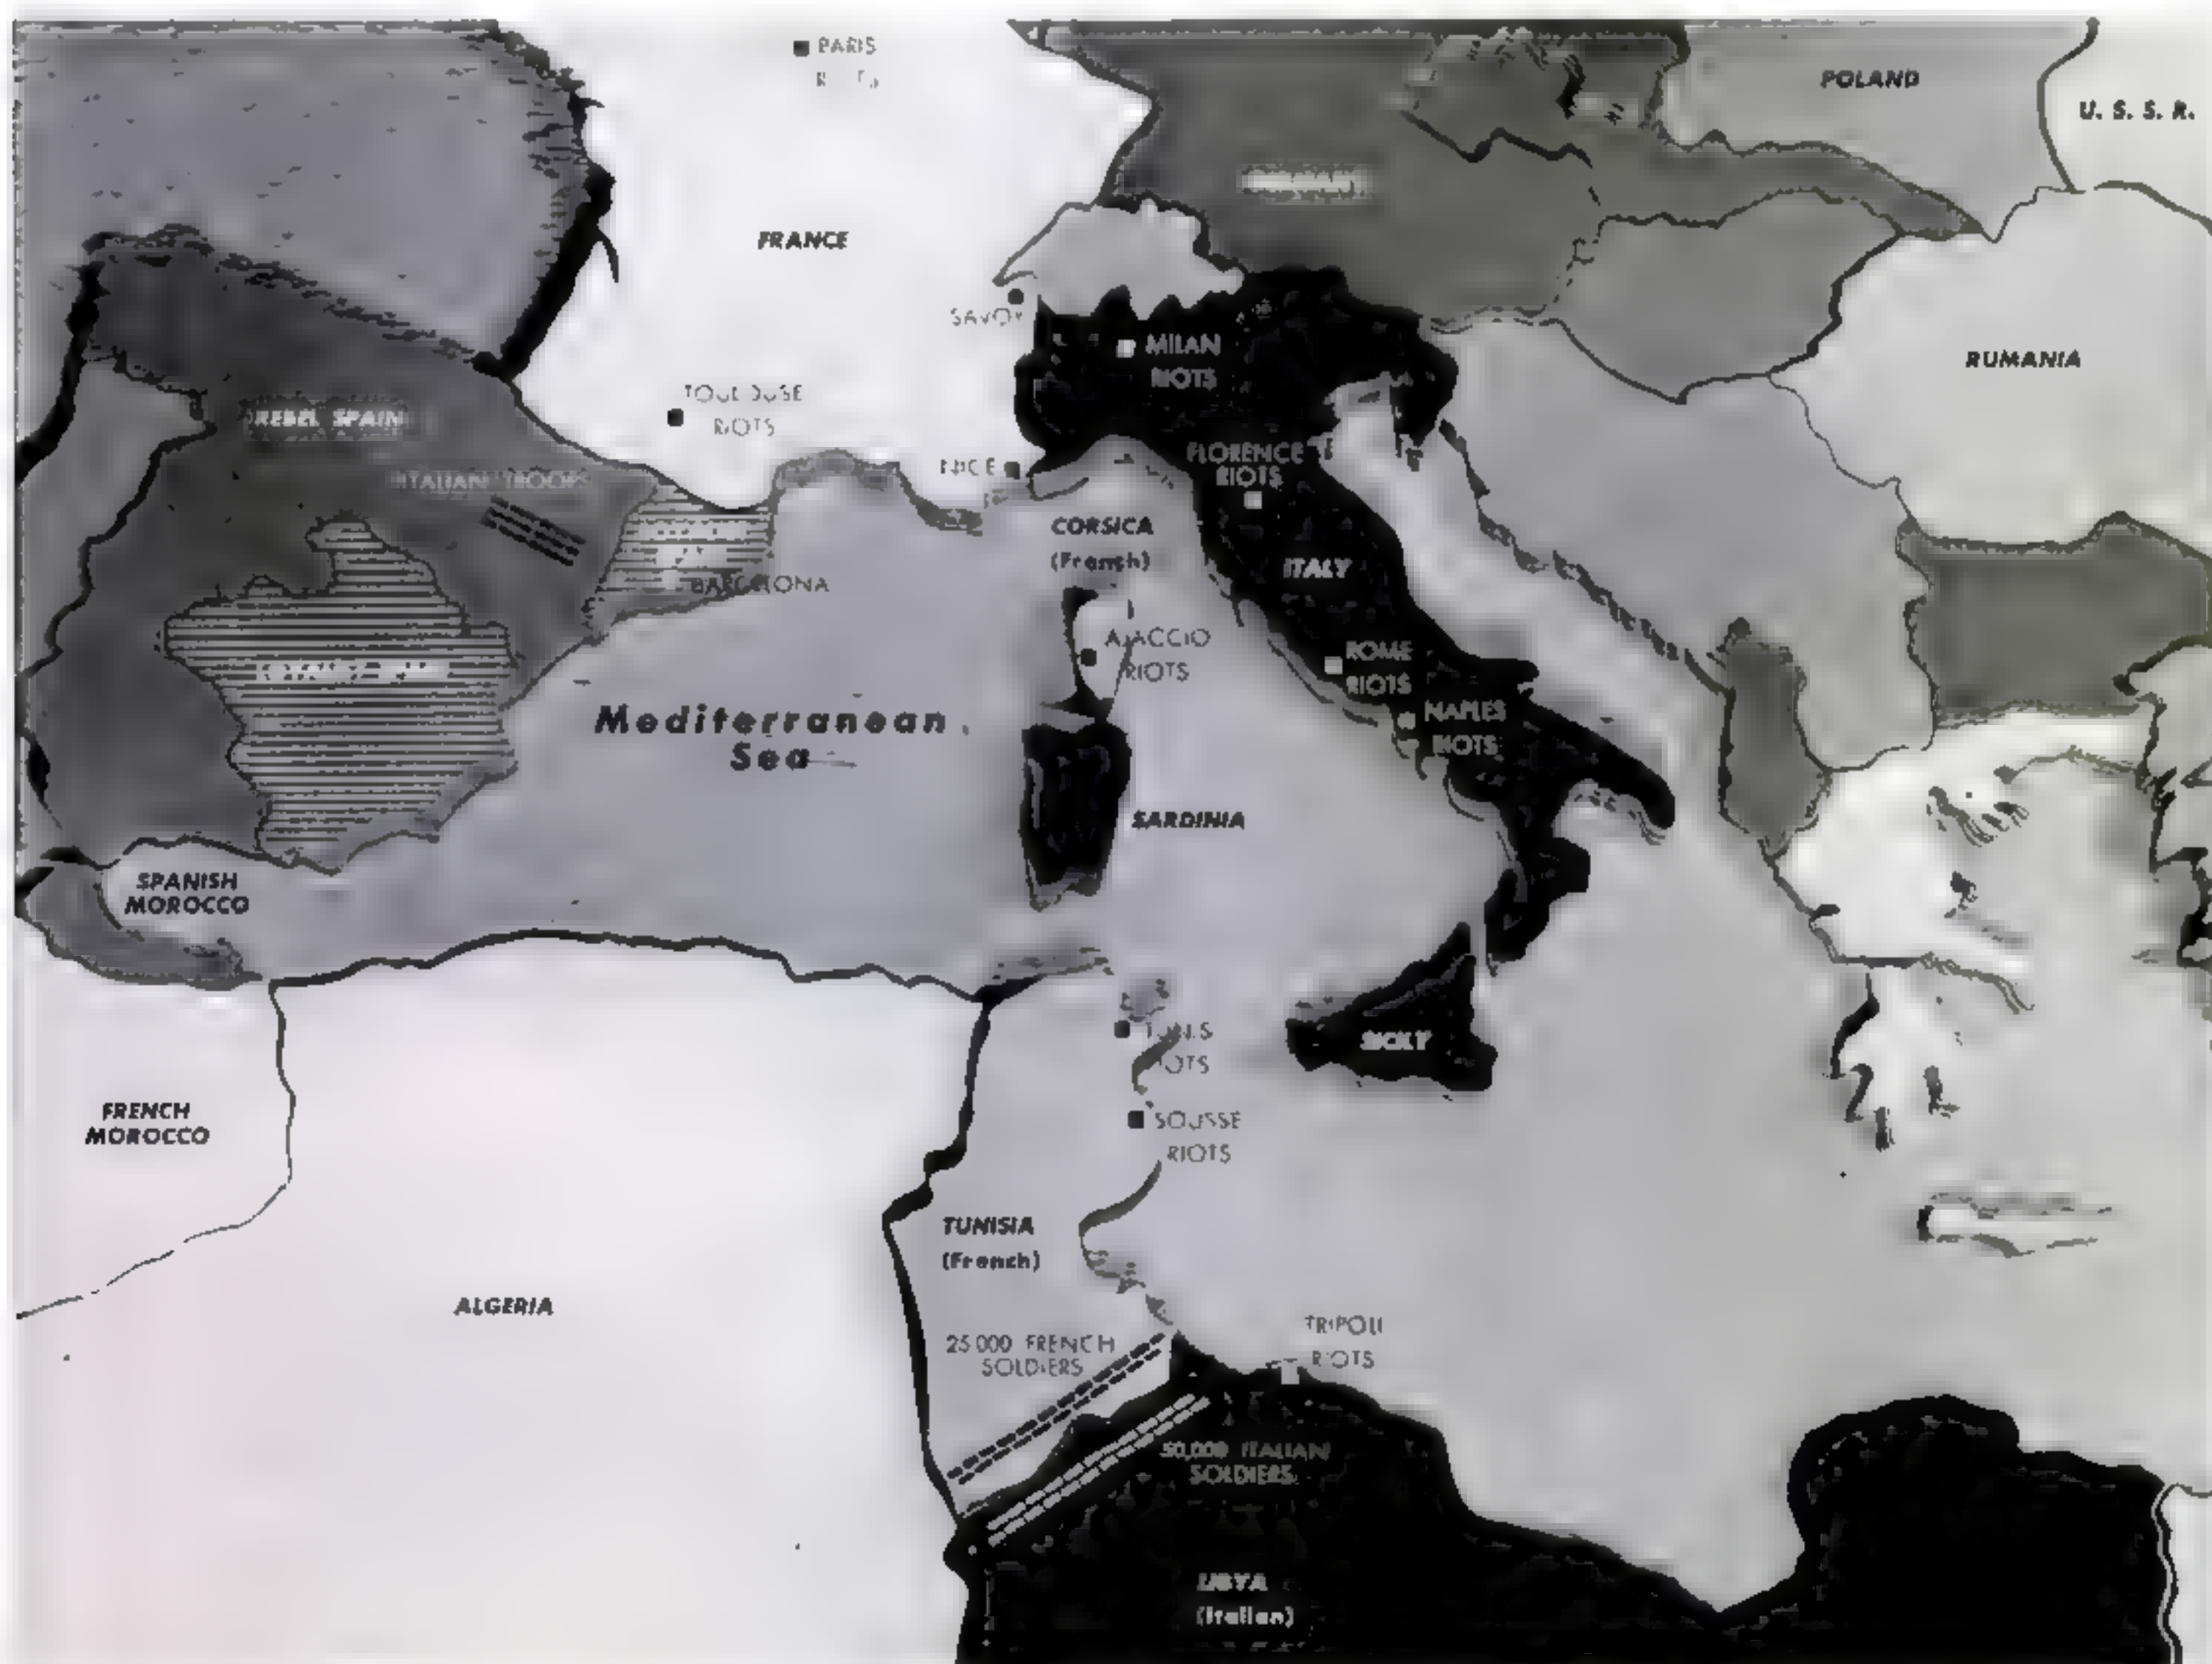 PARIS
POLAND
U. S. S. R.
FRANCE
SAVOY
MILAN
RIOTS
RUMANIA
TOULOUSE
RIOTS
REBEL SPAIN
FLORENCE
RIOTS
NICE
ITALIAN TROOPS
CORSICA
(French)
ITALY
BARCELONA
AJACCIO
RIOTS
ROME
RIOTS
NAPLES
RIOTS
Mediterranean
Sea
SARDINIA
SPANISH
MOROCCO
TUNIS
RIOTS
SICILY
FRENCH
MOROCCO
SOUSSE
RIOTS
TUNISIA
(French)
ALGERIA
TRIPOLI
RIOTS
25,000 FRENCH
SOLDIERS
50,000 ITALIAN
SOLDIERS
LIBYA
(Italian)